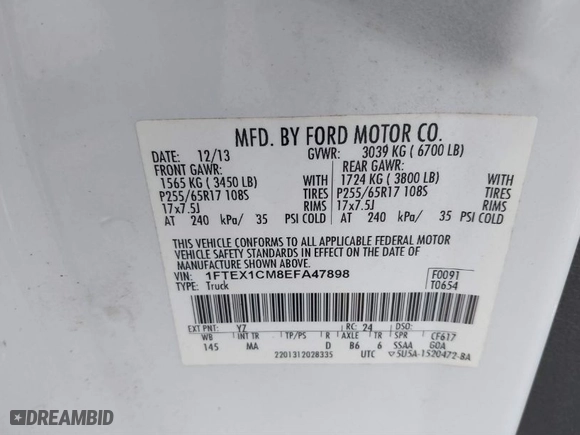 MFD. BY FORD MOTOR CO.
DATE: 12/13 GVWR: 3039 KG ( 6700 LB)
FRONT GAWR: REAR GAWR:
1565 KG ( 3450 LB) WITH 1724 KG ( 3800 LB) WITH
P255/65R17 108S TIRES P255/65R17 108S TIRES
17x7.5J RIMS 17x7.5J RIMS
AT 240 kPa/ 35 PSI COLD AT 240 kPa/ 35 PSI COLD
THIS VEHICLE CONFORMS TO ALL APPLICABLE FEDERAL MOTOR
VEHICLE SAFETY STANDARDS IN EFFECT ON THE DATE OF
MANUFACTURE SHOWN ABOVE.
VIN: 1FTEX1CM8EFA47898 F0091
TYPE: Truck T0654
EXT PNT: Y7 RC: 24 DSO:
WB INT TR TP/PS R AXLE TR SPR CF617
145 MA D B6 6 SSAA GOA
2201312028335 UTC ▽5U5A-1520472-BA
DREAMBID